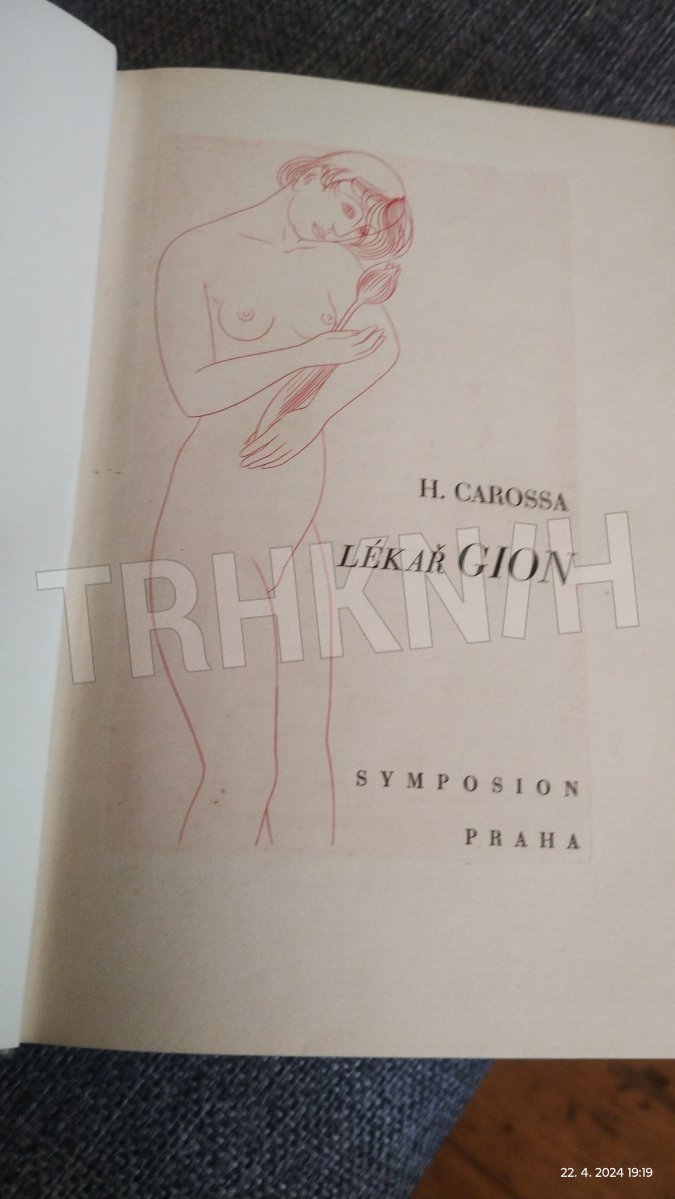 H. CAROSSA
LÉKAŘ GION
TRHKNIH
SYMPOSION
PRAHA
22. 4. 2024 19:19